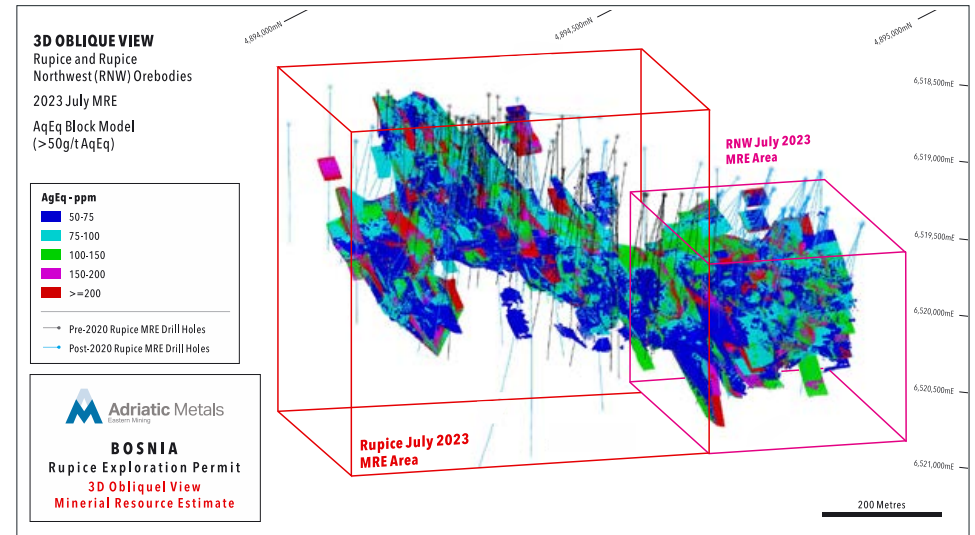 3D OBLIQUE VIEW
Rupice and Rupice
Northwest (RNW) Orebodies
2023 July MRE
AqEq Block Model
(>50g/t AqEq)
AgEq - ppm
50-75
75-100
100-150
150-200
>=200
Pre-2020 Rupice MRE Drill Holes
Post-2020 Rupice MRE Drill Holes
Adriatic Metals
Eastern Mining
BOSNIA
Rupice Exploration Permit
3D Obliquel View
Minerial Resource Estimate
4,894,000mN
4,894,500mN
4,895,000mN
6,518,500mE
6,519,000mE
6,519,500mE
6,520,000mE
6,520,500mE
6,521,000mE
RNW July 2023
MRE Area
Rupice July 2023
MRE Area
200 Metres